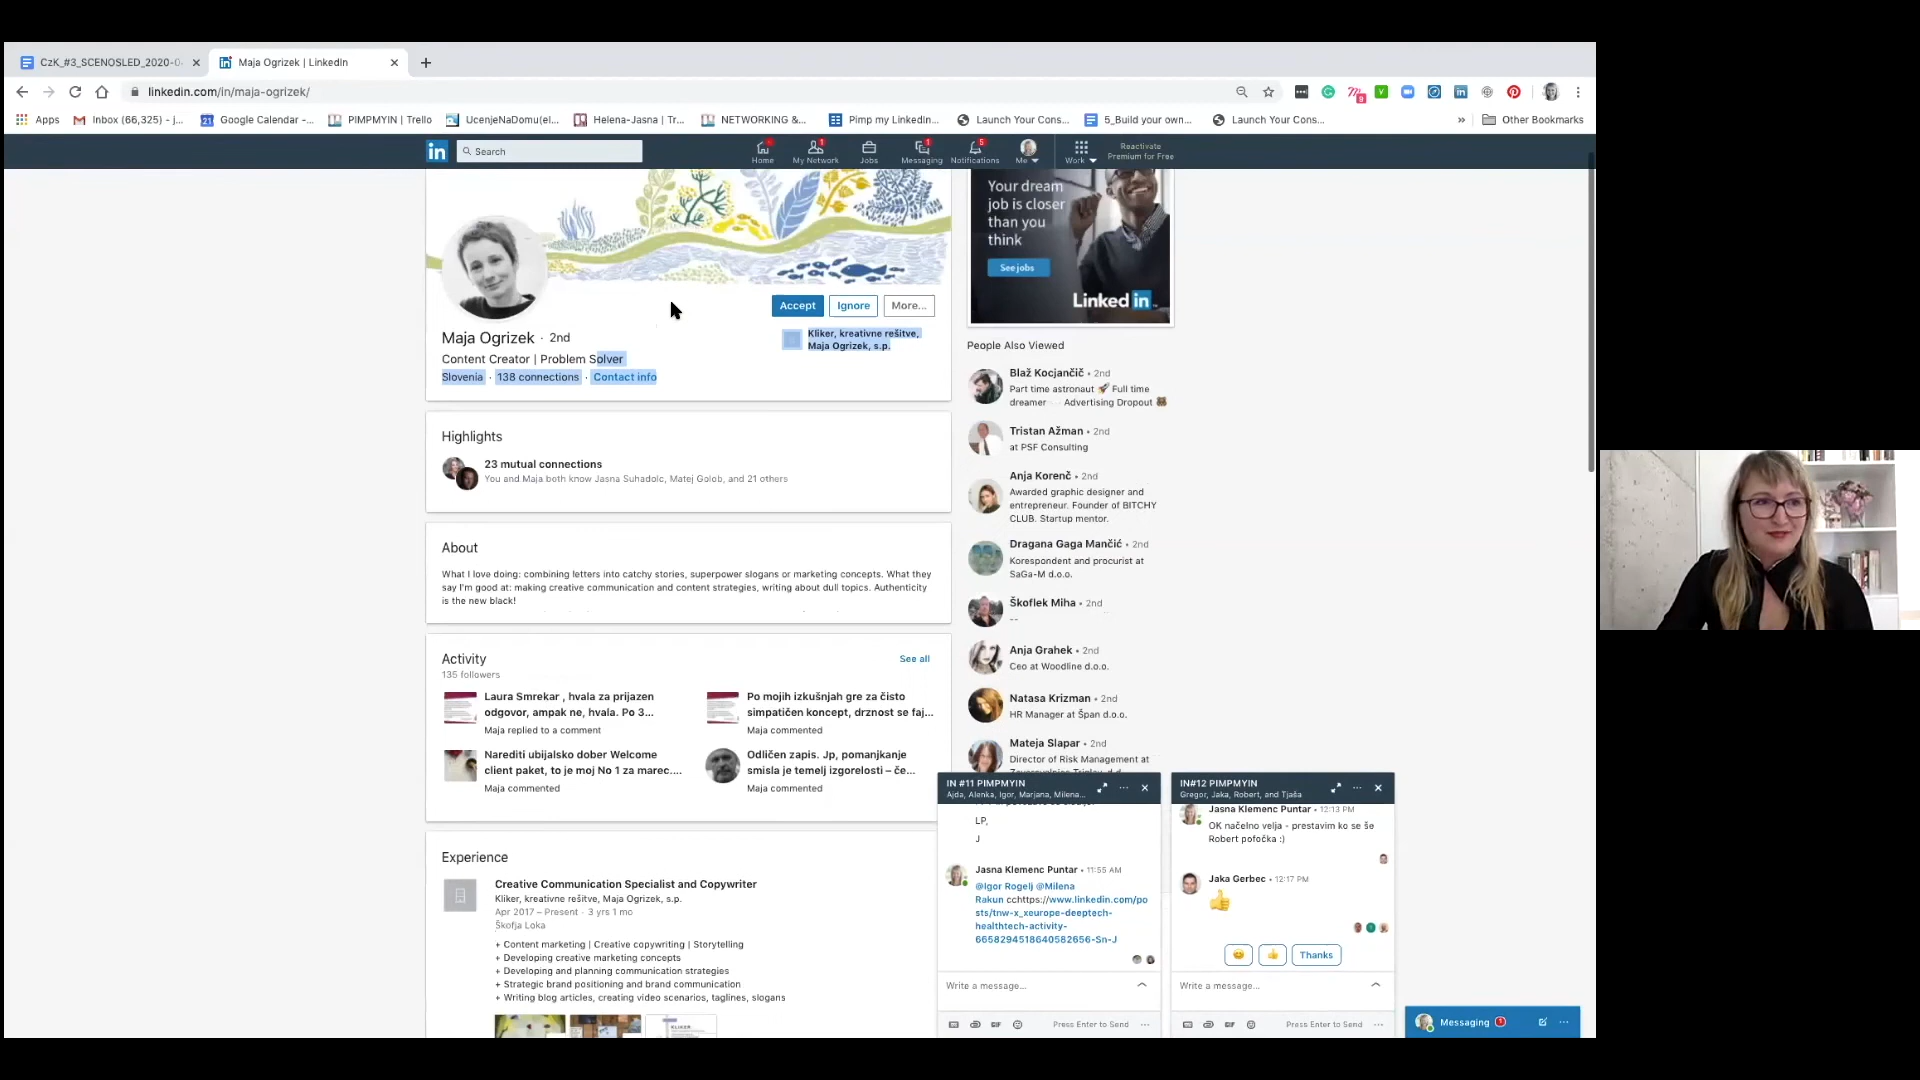 CzK_#3_SCENOSLED_2020-0
Maja Ogrizek | LinkedIn
linkedin.com/in/maja-ogrizek/
Apps
Inbox (66,325) - j...
Google Calendar -...
PIMPMYIN | Trello
UcenjeNaDomu(el...
Helena-Jasna | Tr...
NETWORKING &...
Pimp my LinkedIn...
Launch Your Cons...
5_Build your own...
Launch Your Cons...
»
Other Bookmarks
in
Search
Home
My Network
Jobs
Messaging
Notifications
Me
Work
Reactivate
Premium for Free
Maja Ogrizek · 2nd
Content Creator | Problem Solver
Slovenia · 138 connections · Contact info
Accept
Ignore
More...
Kliker, kreativne rešitve,
Maja Ogrizek, s.p.
Highlights
23 mutual connections
You and Maja both know Jasna Suhadolc, Matej Golob, and 21 others
About
What I love doing: combining letters into catchy stories, superpower slogans or marketing concepts. What they
say I'm good at: making creative communication and content strategies, writing about dull topics. Authenticity
is the new black!
Activity
See all
135 followers
Laura Smrekar , hvala za prijazen
odgovor, ampak ne, hvala. Po 3...
Maja replied to a comment
Po mojih izkušnjah gre za čisto
simpatičen koncept, drznost se faj...
Maja commented
Narediti ubijalsko dober Welcome
client paket, to je moj No 1 za marec....
Maja commented
Odličen zapis. Jp, pomanjkanje
smisla je temelj izgorelosti – če...
Maja commented
Experience
Creative Communication Specialist and Copywriter
Kliker, kreativne rešitve, Maja Ogrizek, s.p.
Apr 2017 – Present · 3 yrs 1 mo
Škofja Loka
+ Content marketing | Creative copywriting | Storytelling
+ Developing creative marketing concepts
+ Developing and planning communication strategies
+ Strategic brand positioning and brand communication
+ Writing blog articles, creating video scenarios, taglines, slogans
KLIKER
Your dream
job is closer
than you
think
See jobs
Linked in
People Also Viewed
Blaž Kocjančič • 2nd
Part time astronaut 🚀 Full time
dreamer Advertising Dropout 🐻
Tristan Ažman • 2nd
at PSF Consulting
Anja Korenč • 2nd
Awarded graphic designer and
entrepreneur. Founder of BITCHY
CLUB. Startup mentor.
Dragana Gaga Mančić • 2nd
Korespondent and procurist at
SaGa-M d.o.o.
Škoflek Miha • 2nd
--
Anja Grahek • 2nd
Ceo at Woodline d.o.o.
Natasa Krizman • 2nd
HR Manager at Špan d.o.o.
Mateja Slapar • 2nd
Director of Risk Management at
IN #11 PIMPMYIN
Ajda, Alenka, Igor, Marjana, Milena...
LP,
J
Jasna Klemenc Puntar • 11:55 AM
@Igor Rogelj @Milena
Rakun cchttps://www.linkedin.com/po
sts/tnw-x_xeurope-deeptech-
healthtech-activity-
6658294518640582656-Sn-J
Write a message...
GIF
Press Enter to Send
IN#12 PIMPMYIN
Gregor, Jaka, Robert, and Tjaša
Jasna Klemenc Puntar • 12:13 PM
OK načelno velja - prestavim ko se še
Robert pofočka :)
Jaka Gerbec • 12:17 PM
👍
😊
👍
Thanks
Write a message...
GIF
Press Enter to Send
Messaging